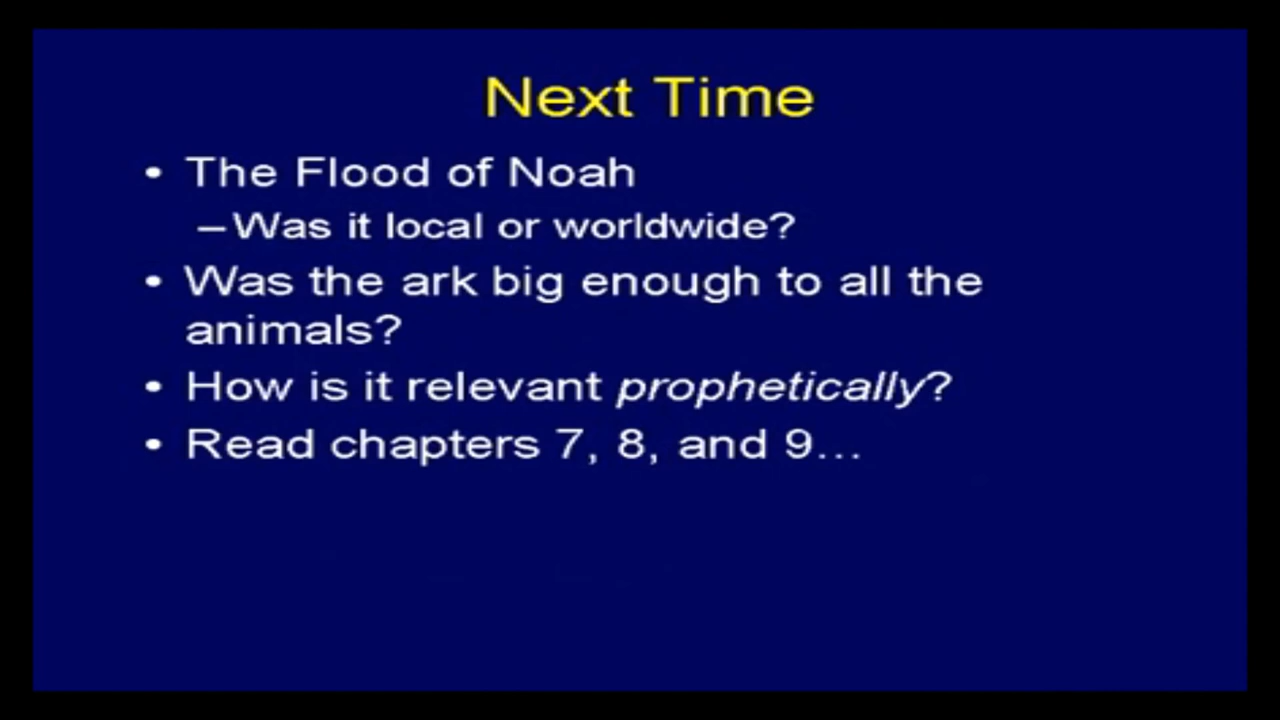 Next Time
• The Flood of Noah
–Was it local or worldwide?
• Was the ark big enough to all the
animals?
• How is it relevant prophetically?
• Read chapters 7, 8, and 9…